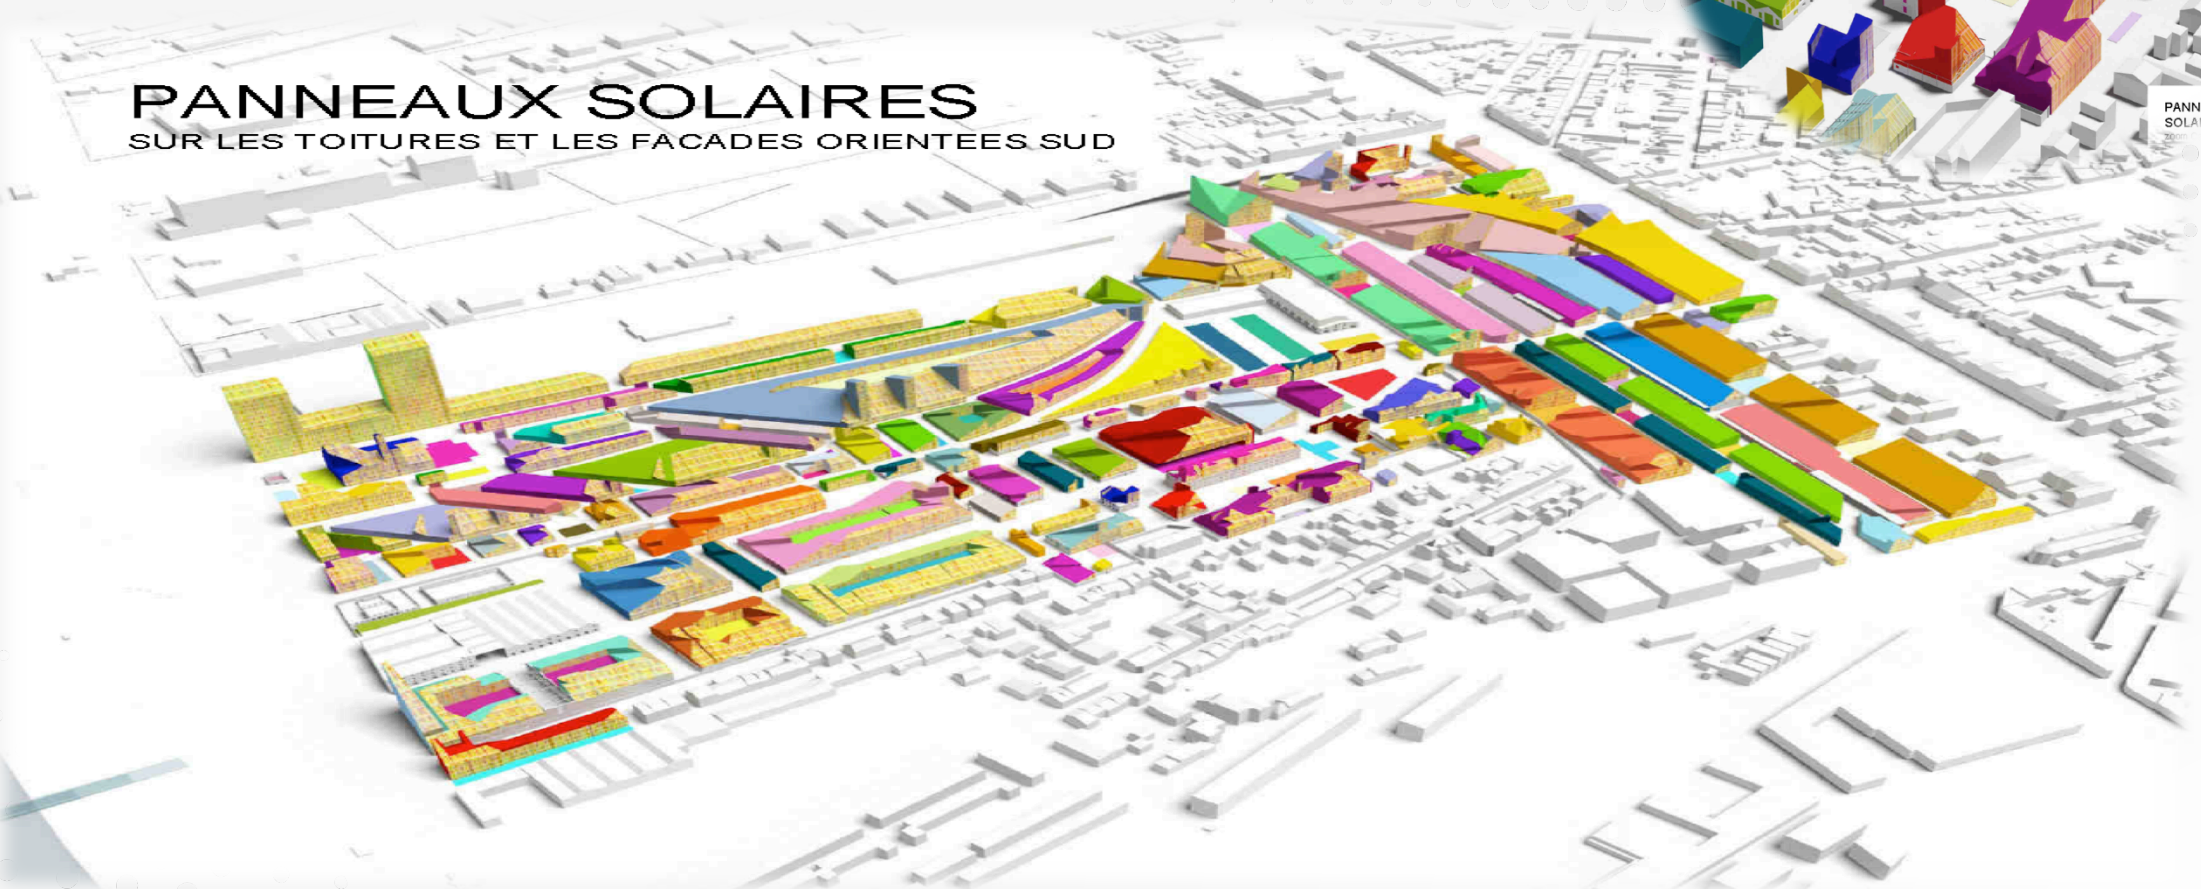 PANNEAUX SOLAIRES
SUR LES TOITURES ET LES FACADES ORIENTEES SUD
PANN
SOLAI